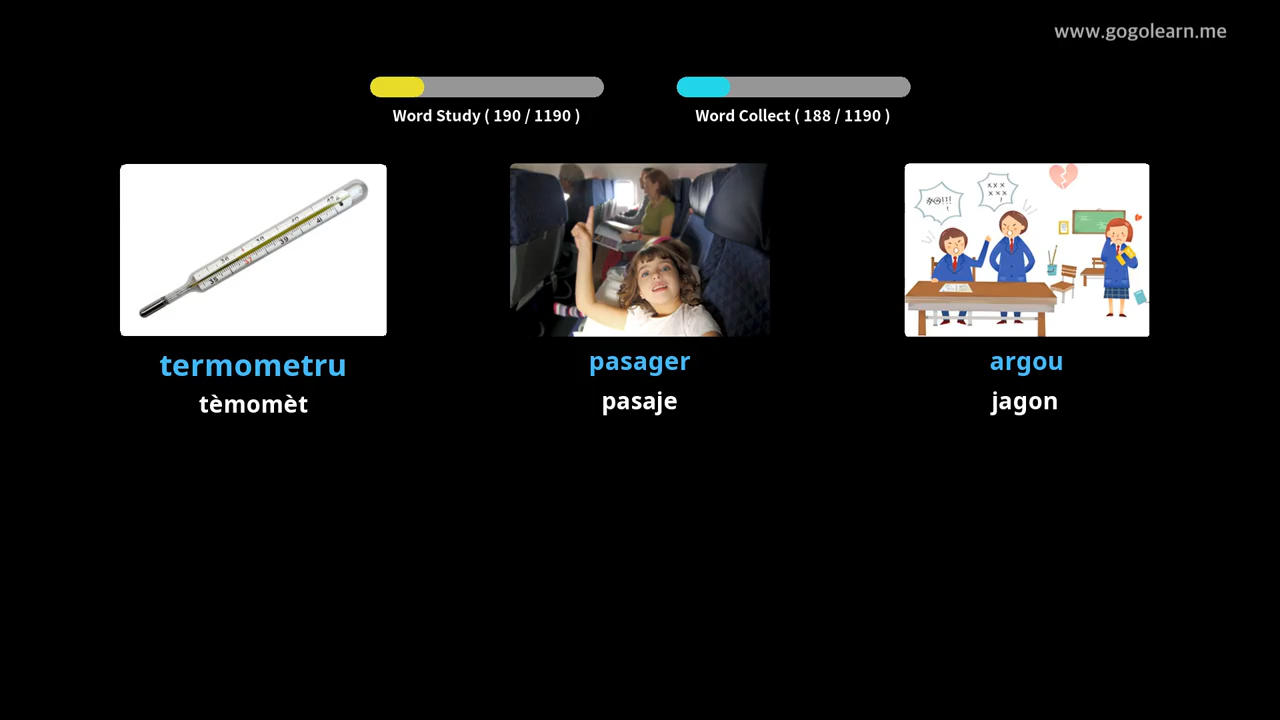 www.gogolearn.me
Word Study ( 190 / 1190 )
Word Collect ( 188 / 1190 )
termometru
tèmomèt
pasager
pasaje
argou
jagon